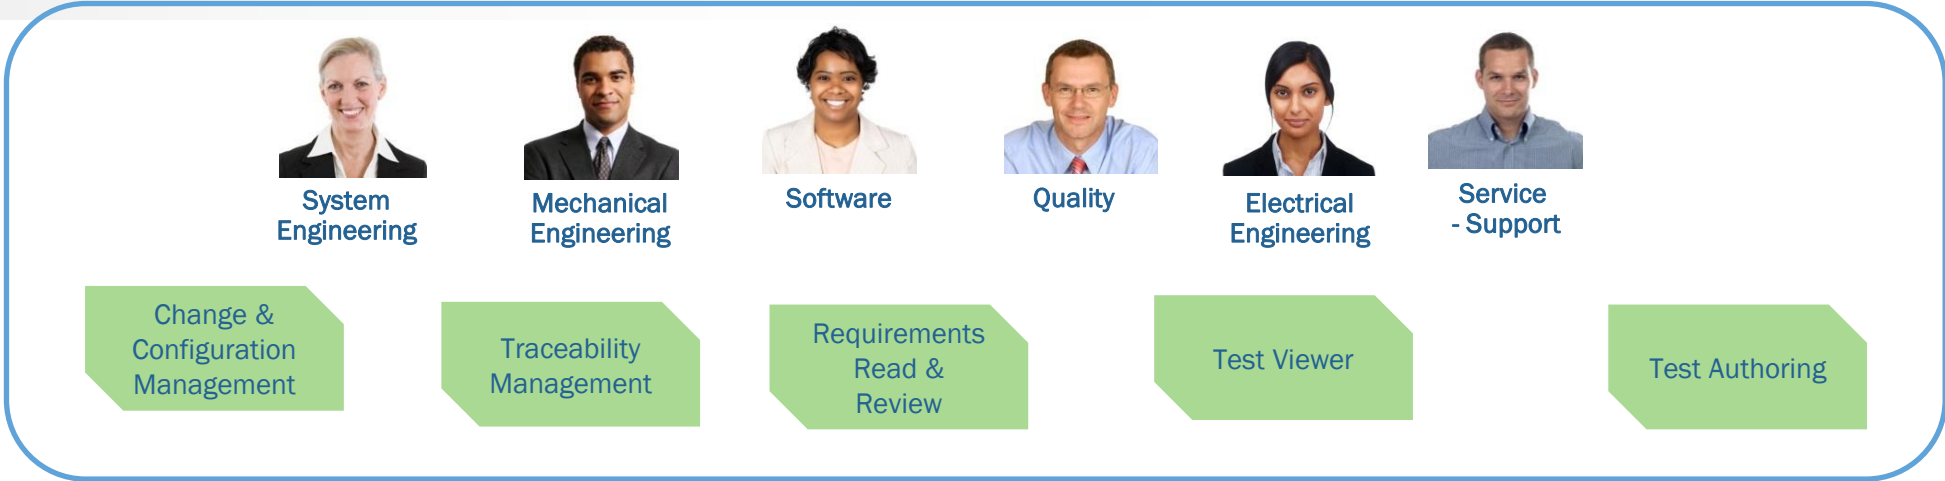 System
Engineering
Mechanical
Engineering
Software
Quality
Electrical
Engineering
Service
- Support
Change &
Configuration
Management
Traceability
Management
Requirements
Read &
Review
Test Viewer
Test Authoring